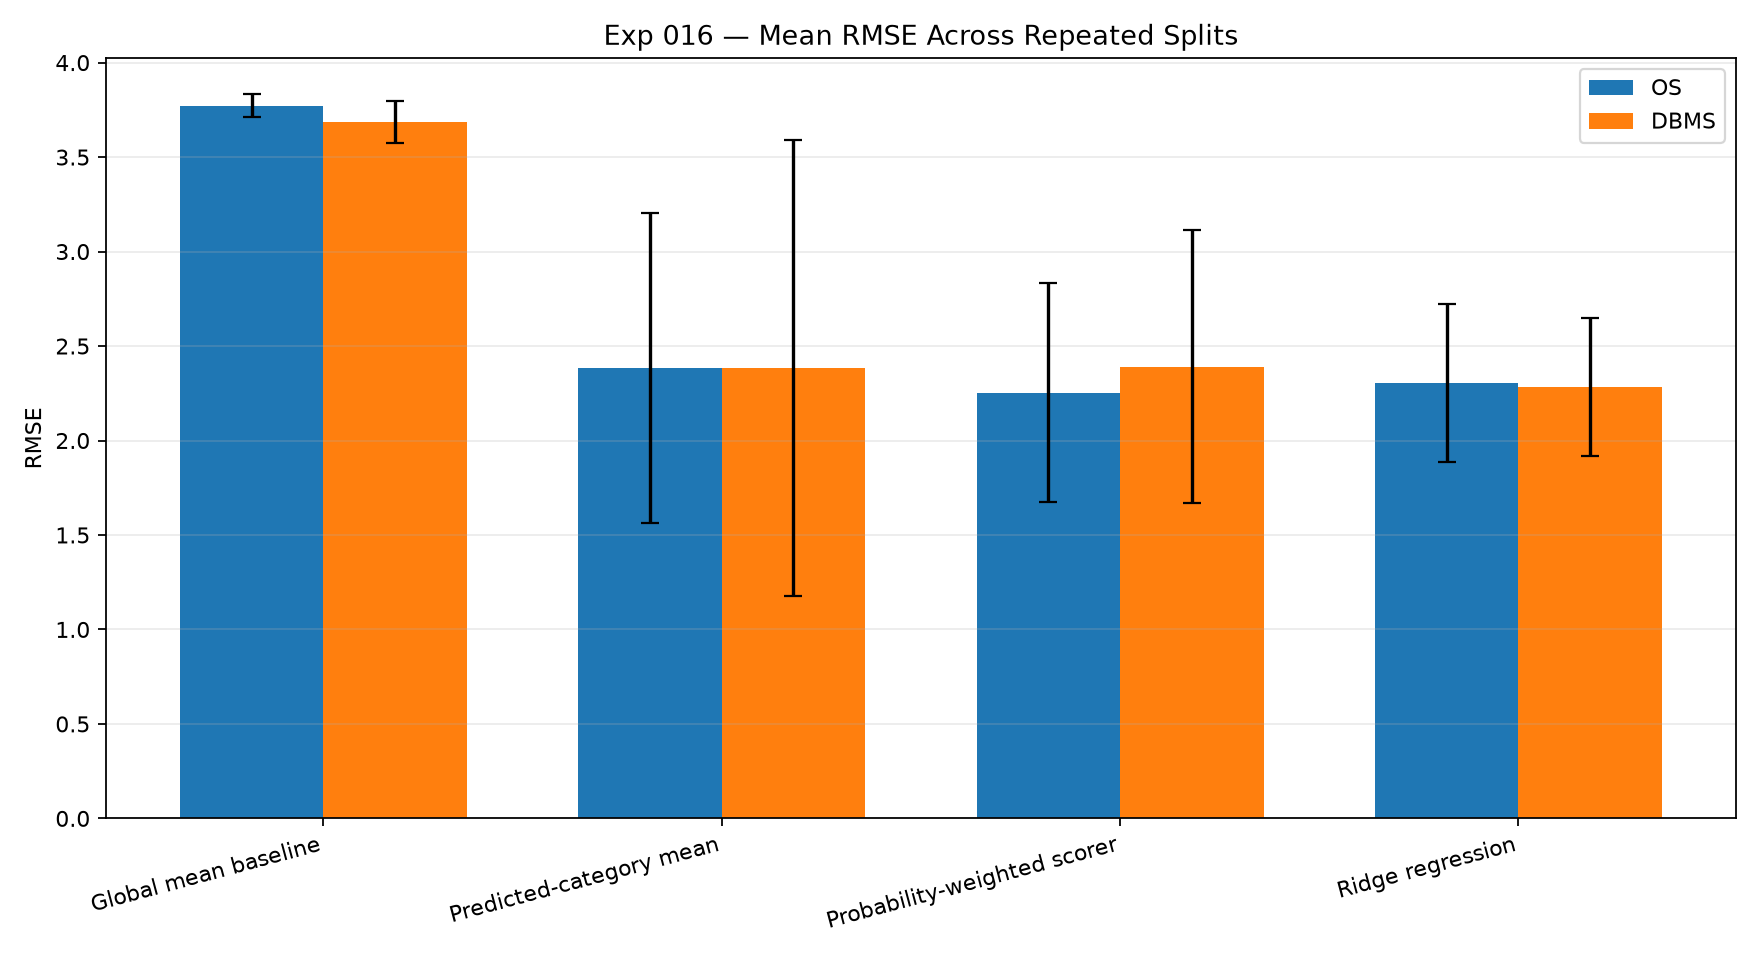 Exp 016 — Mean RMSE Across Repeated Splits
OS
DBMS
RMSE
4.0
3.5
3.0
2.5
2.0
1.5
1.0
0.5
0.0
Global mean baseline
Predicted-category mean
Probability-weighted scorer
Ridge regression